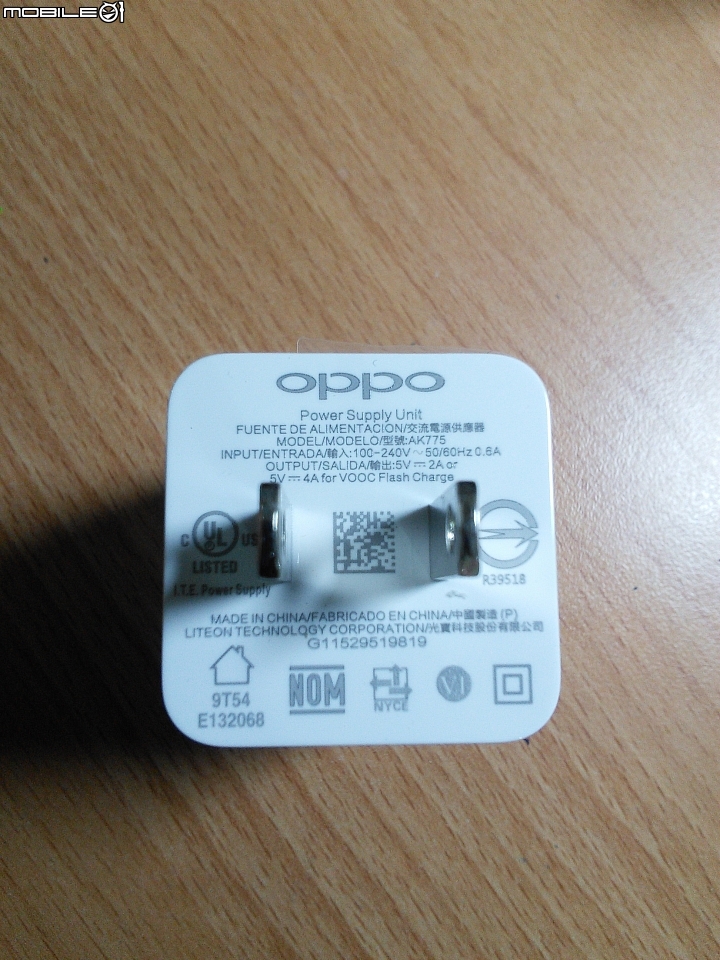 MOBILE01
oppo
Power Supply Unit
FUENTE DE ALIMENTACION/交流電源供應器
MODEL/MODELO/型號:AK775
INPUT/ENTRADA/輸入:100-240V～50/60Hz 0.6A
OUTPUT/SALIDA/輸出:5V⎓2A or
5V⎓4A for VOOC Flash Charge
C UL US
LISTED
I.T.E. Power Supply
R39518
MADE IN CHINA/FABRICADO EN CHINA/中國製造 (P)
LITEON TECHNOLOGY CORPORATION/光寶科技股份有限公司
G11529519819
9T54
E132068
NOM
NYCE
VI